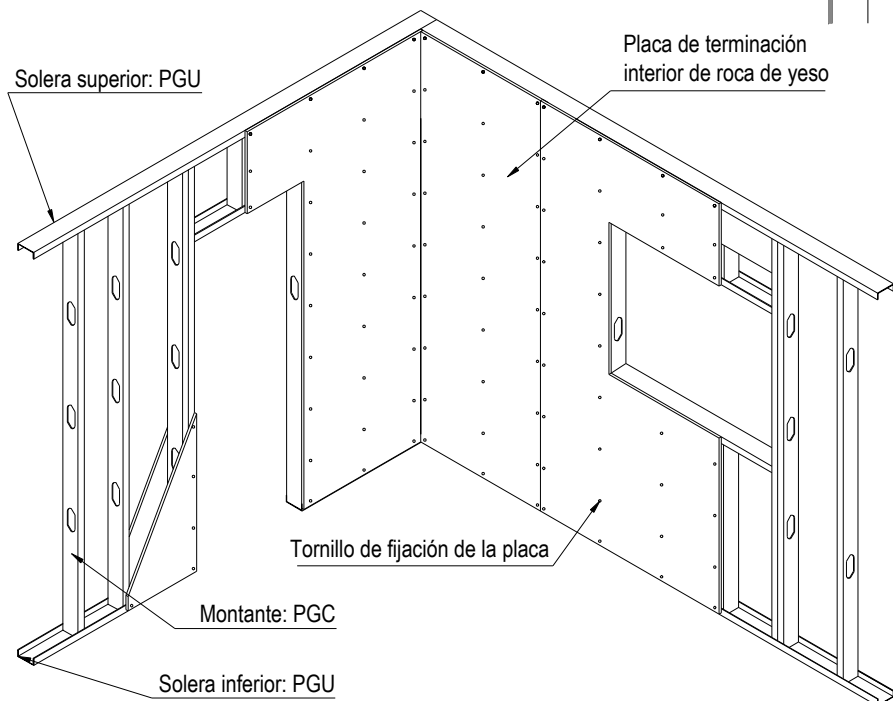 Placa de terminación
interior de roca de yeso
Solera superior: PGU
Tornillo de fijación de la placa
Montante: PGC
Solera inferior: PGU